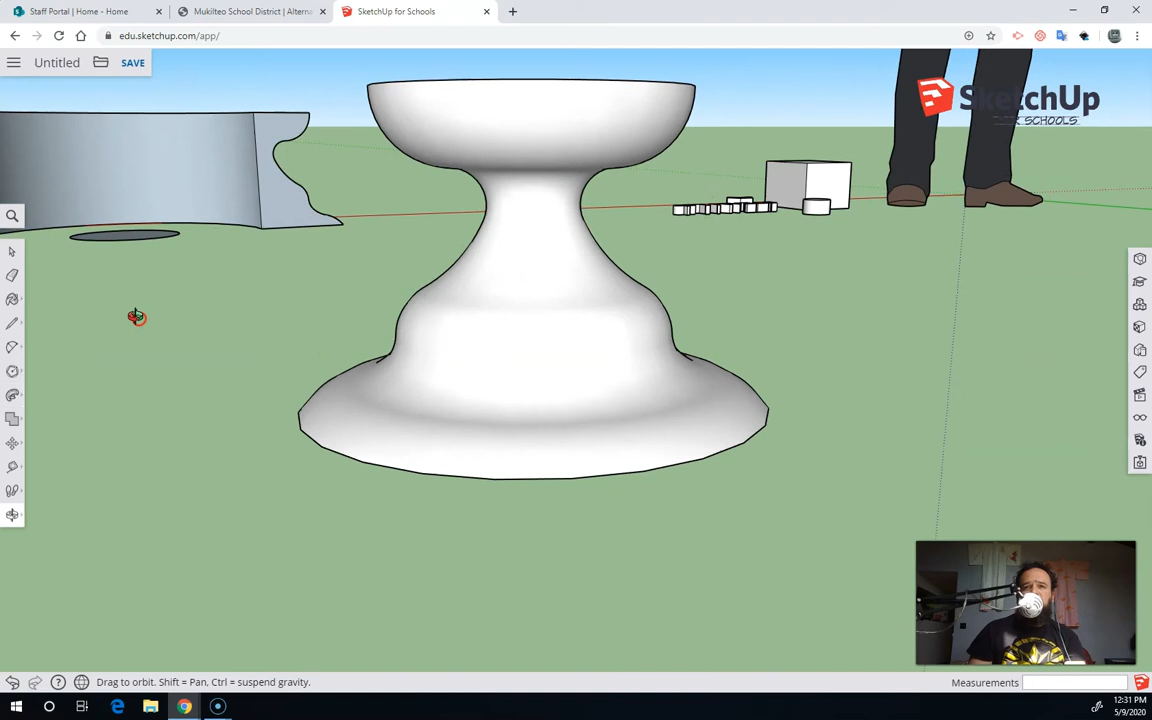 Staff Portal | Home - Home
Mukilteo School District | Alterna
SketchUp for Schools
edu.sketchup.com/app/
Untitled
SAVE
SketchUp
FOR SCHOOLS
Drag to orbit. Shift = Pan, Ctrl = suspend gravity.
Measurements
12:31 PM
5/9/2020